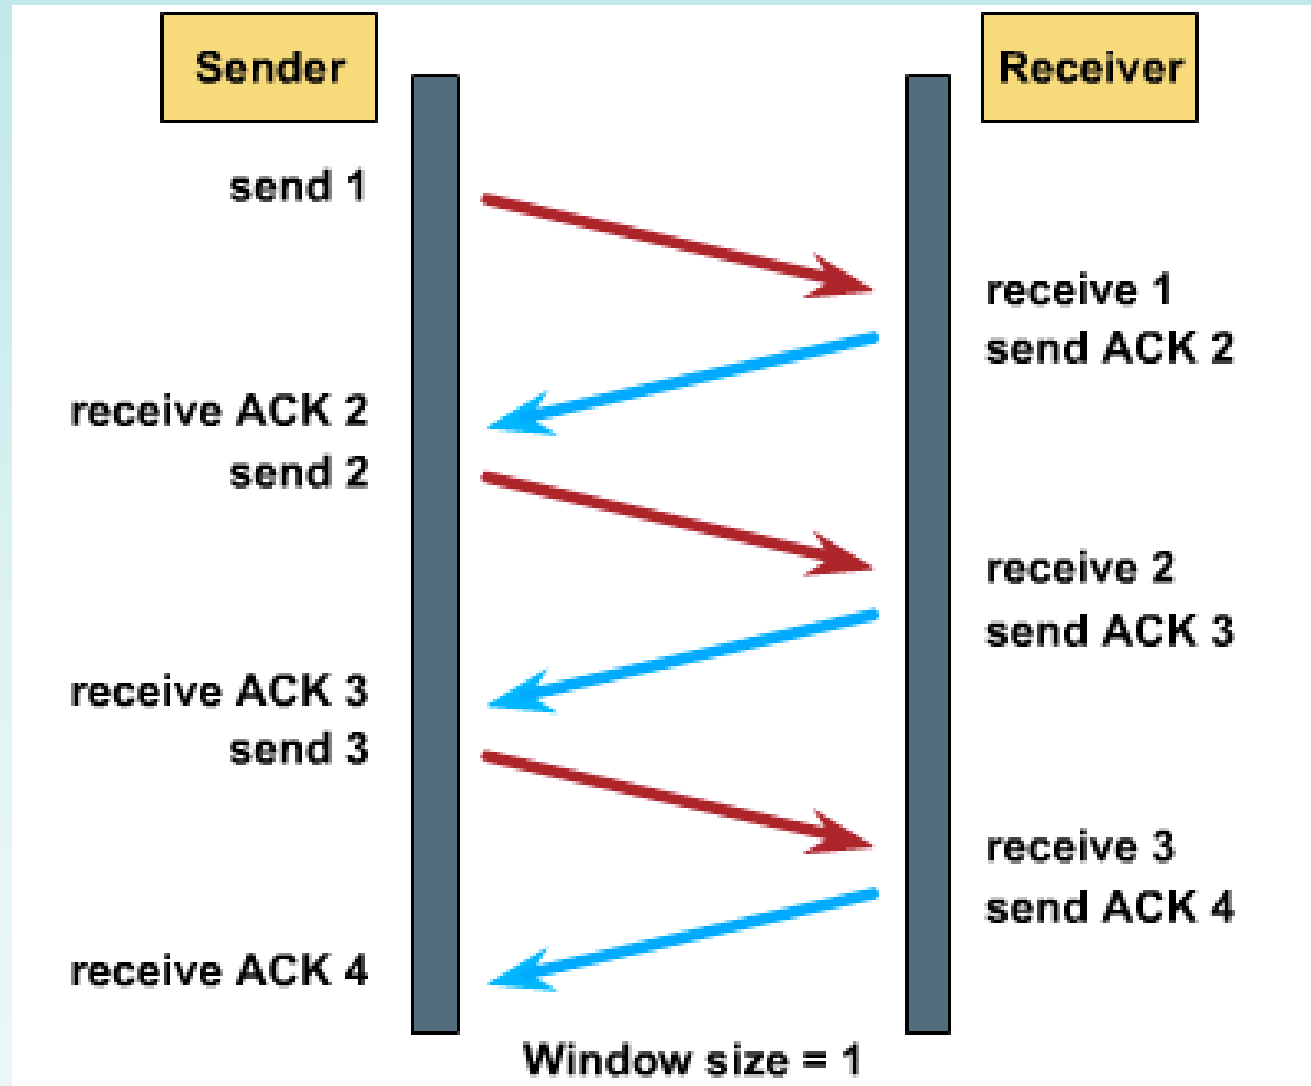 Sender
Receiver
send 1
receive 1
send ACK 2
receive ACK 2
send 2
receive 2
send ACK 3
receive ACK 3
send 3
receive 3
send ACK 4
receive ACK 4
Window size = 1